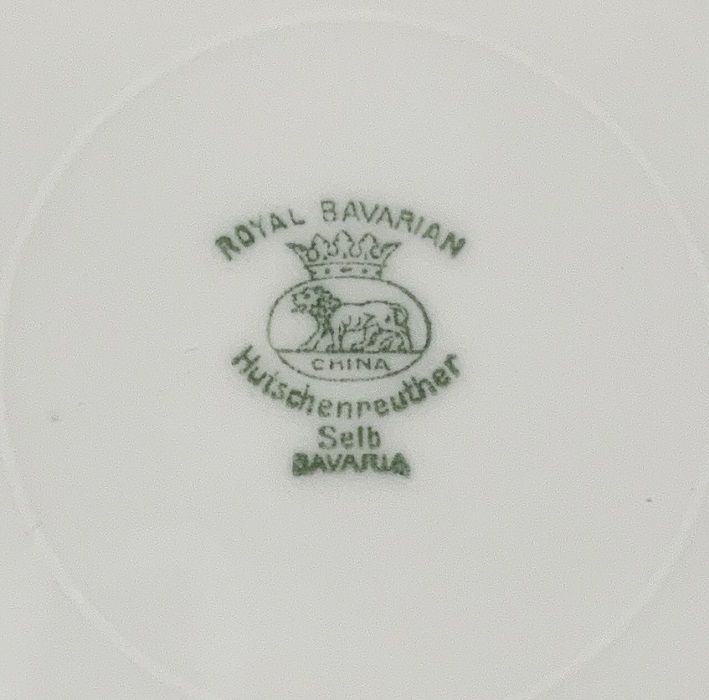 ROYAL BAVARIAN
CHINA
Hutschenreuther
Selb
BAVARIA